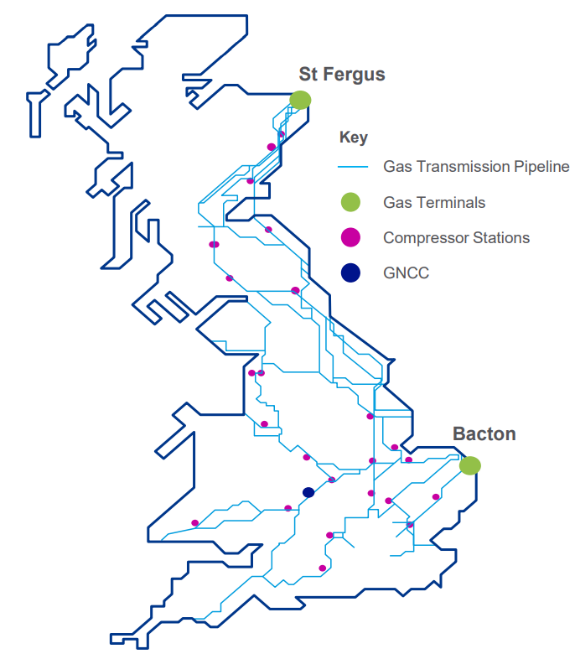 St Fergus
Key
Gas Transmission Pipeline
Gas Terminals
Compressor Stations
GNCC
Bacton